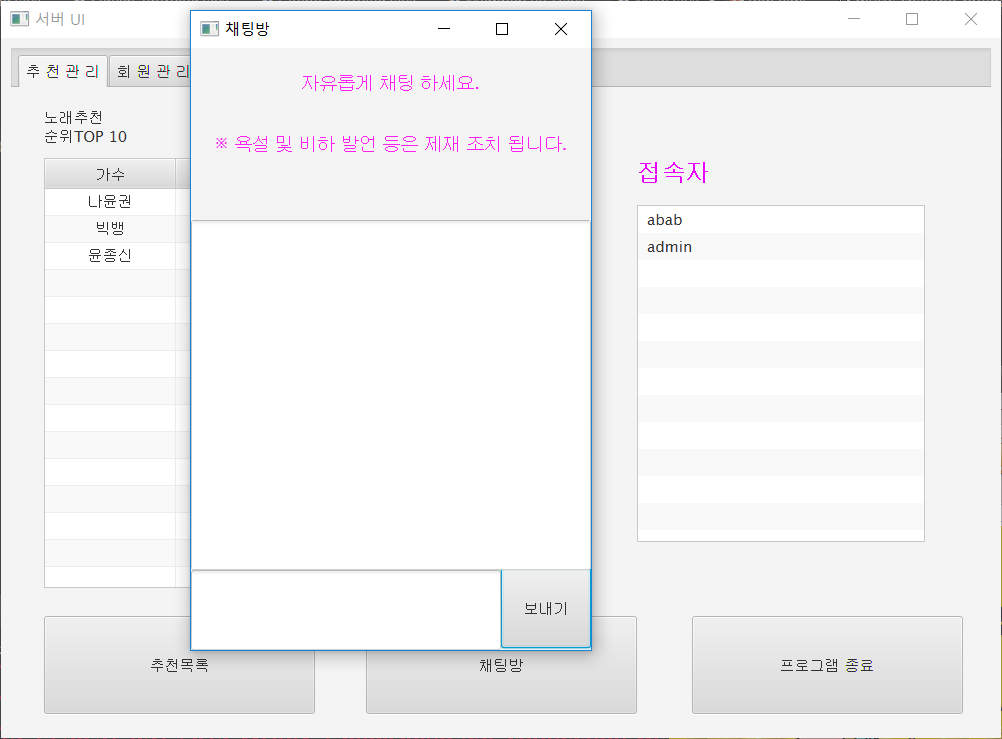 서버 UI
추 천 관 리
회 원 관 리
노래추천
순위TOP 10
가수
나윤권
빅뱅
윤종신
채팅방
자유롭게 채팅 하세요.
※ 욕설 및 비하 발언 등은 제재 조치 됩니다.
보내기
접속자
abab
admin
추천목록
채팅방
프로그램 종료